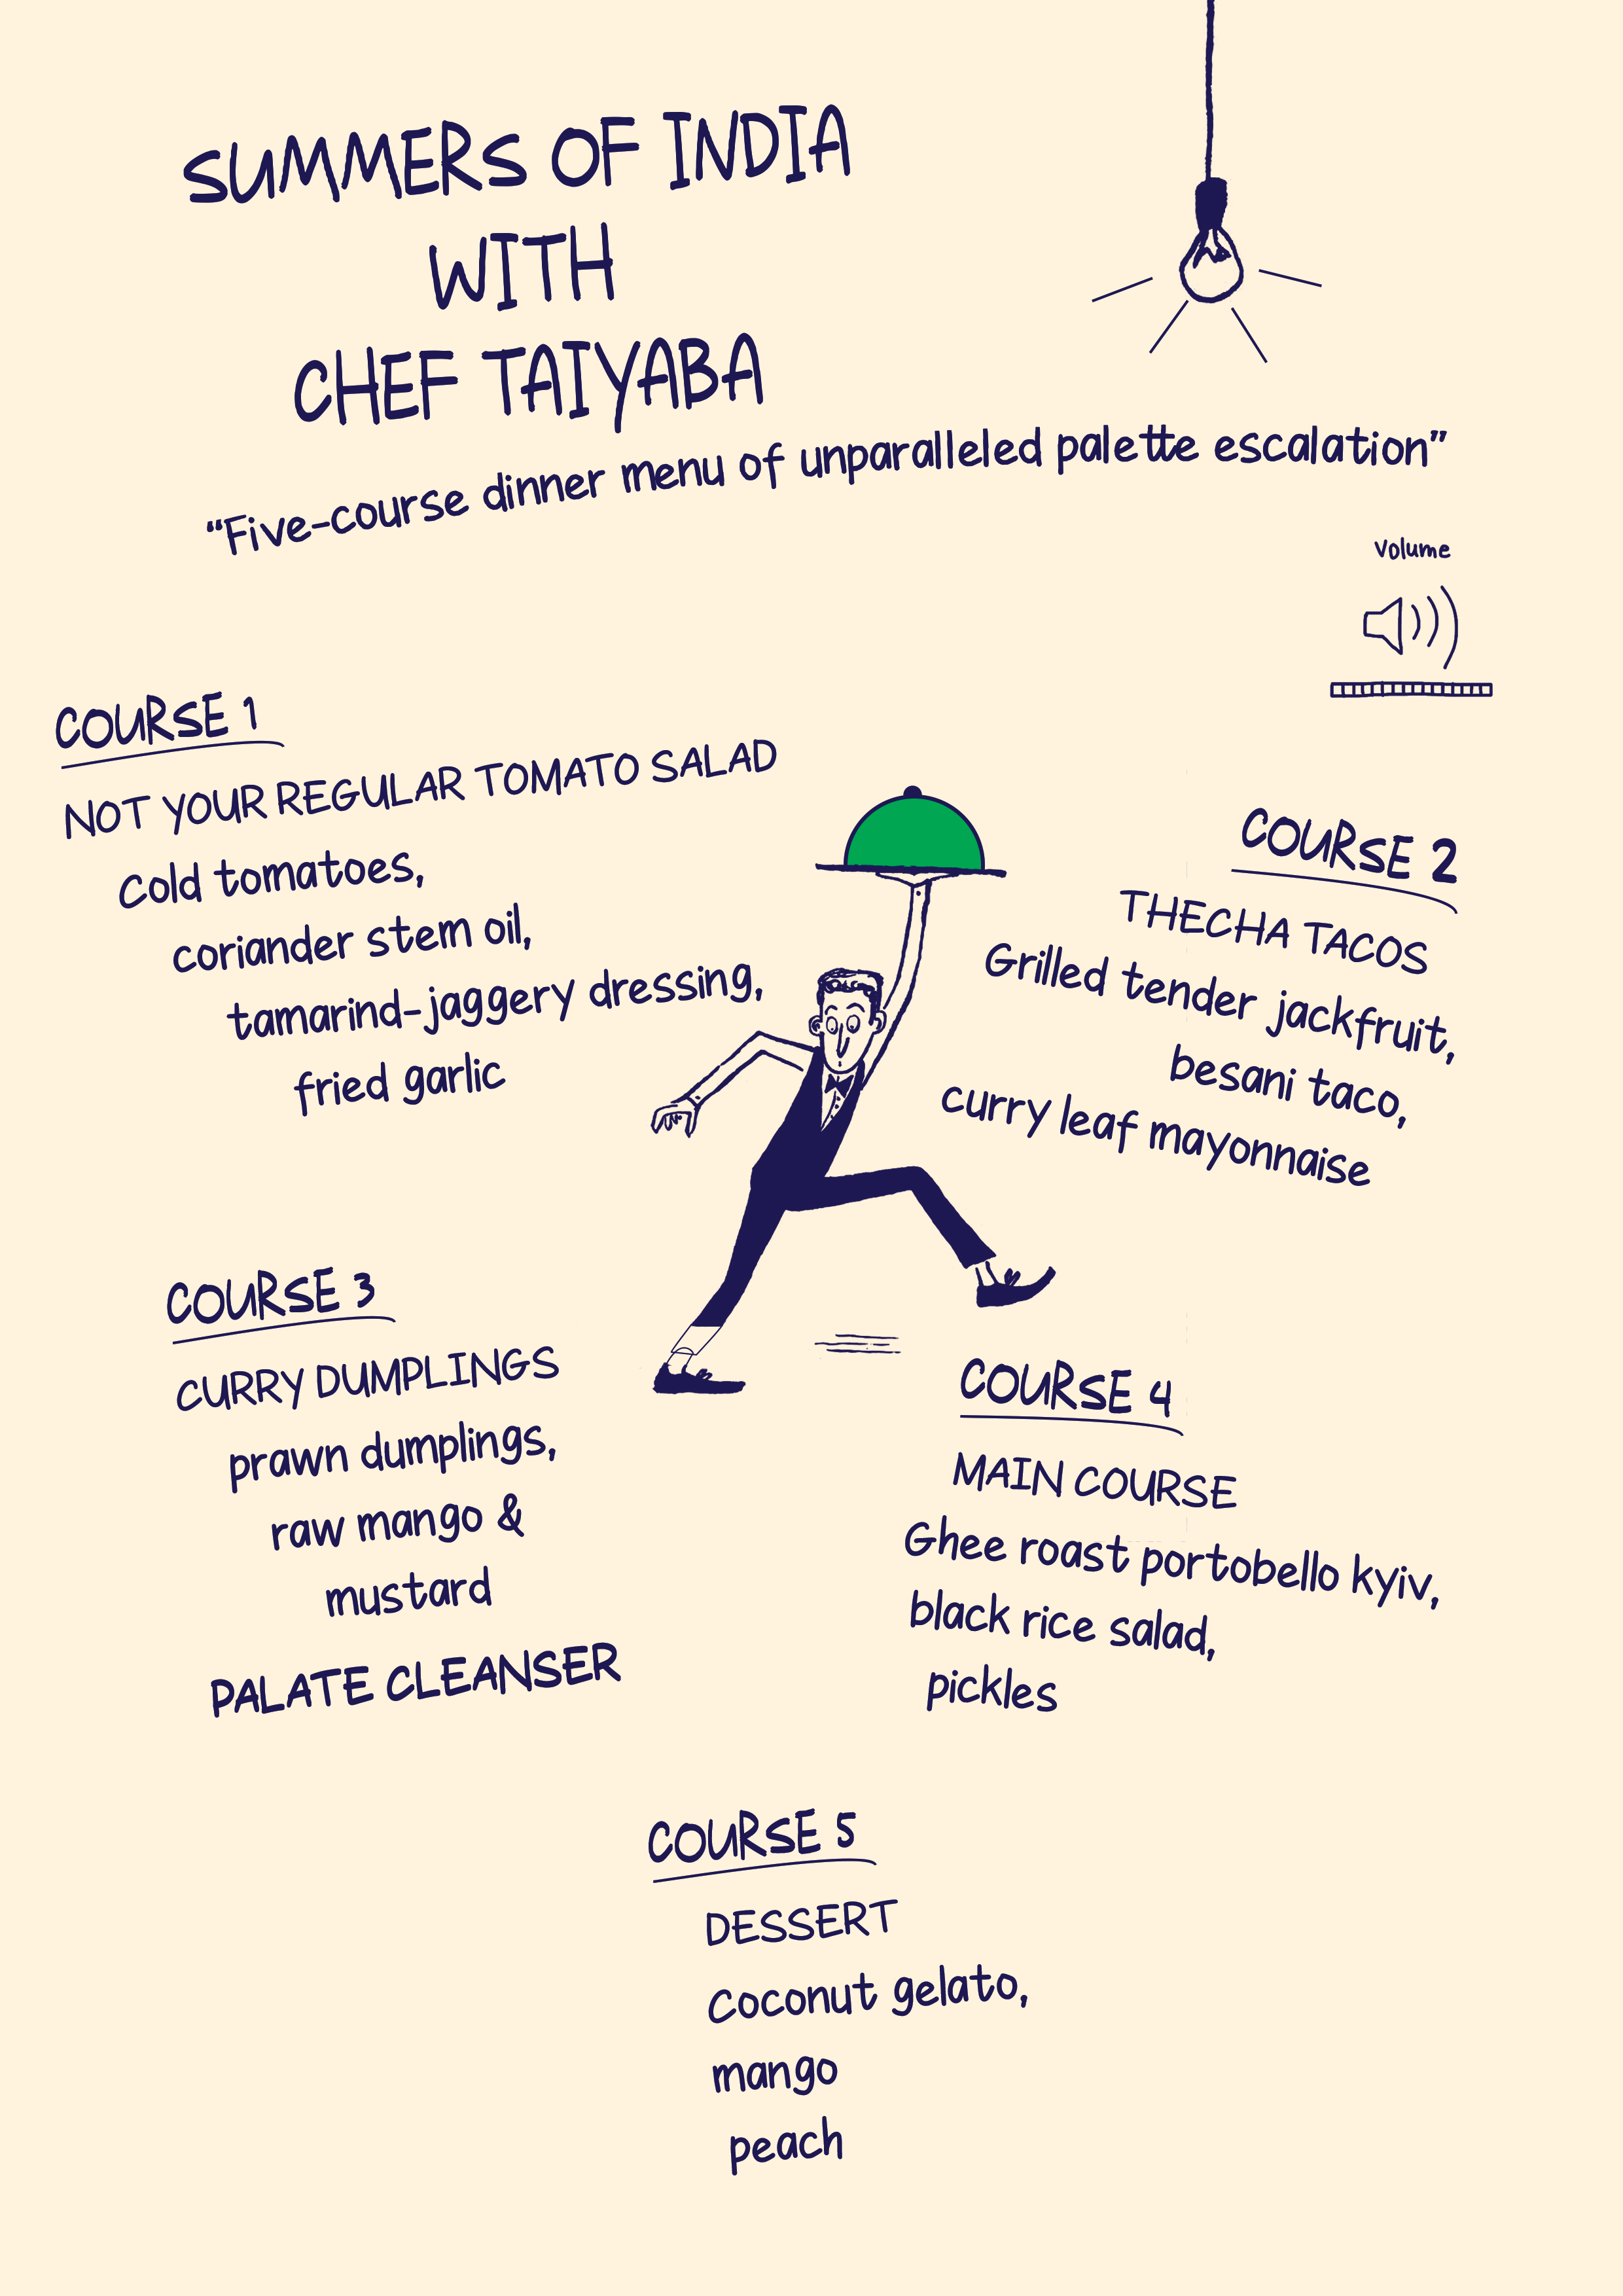 SUMMERS OF INDIA
WITH
CHEF TAIYABA
“Five-course dinner menu of unparalleled palette escalation”
volume
COURSE 1
NOT YOUR REGULAR TOMATO SALAD
Cold tomatoes,
coriander stem oil,
tamarind-jaggery dressing,
fried garlic
COURSE 2
THECHA TACOS
Grilled tender jackfruit,
besani taco,
curry leaf mayonnaise
COURSE 3
CURRY DUMPLINGS
prawn dumplings,
raw mango &
mustard
PALATE CLEANSER
COURSE 4
MAIN COURSE
Ghee roast portobello kyiv,
black rice salad,
pickles
COURSE 5
DESSERT
Coconut gelato,
mango
peach